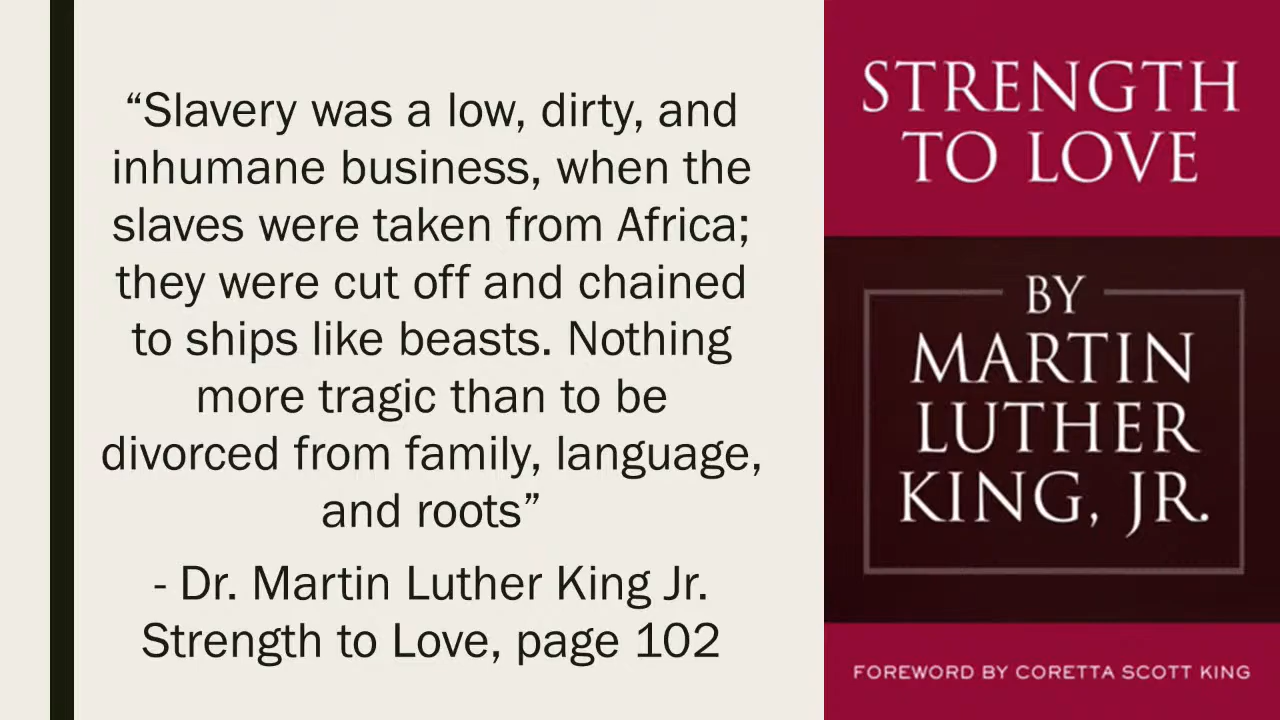 “Slavery was a low, dirty, and
inhumane business, when the
slaves were taken from Africa;
they were cut off and chained
to ships like beasts. Nothing
more tragic than to be
divorced from family, language,
and roots”
- Dr. Martin Luther King Jr.
Strength to Love, page 102
STRENGTH
TO LOVE
BY
MARTIN
LUTHER
KING, JR.
FOREWORD BY CORETTA SCOTT KING